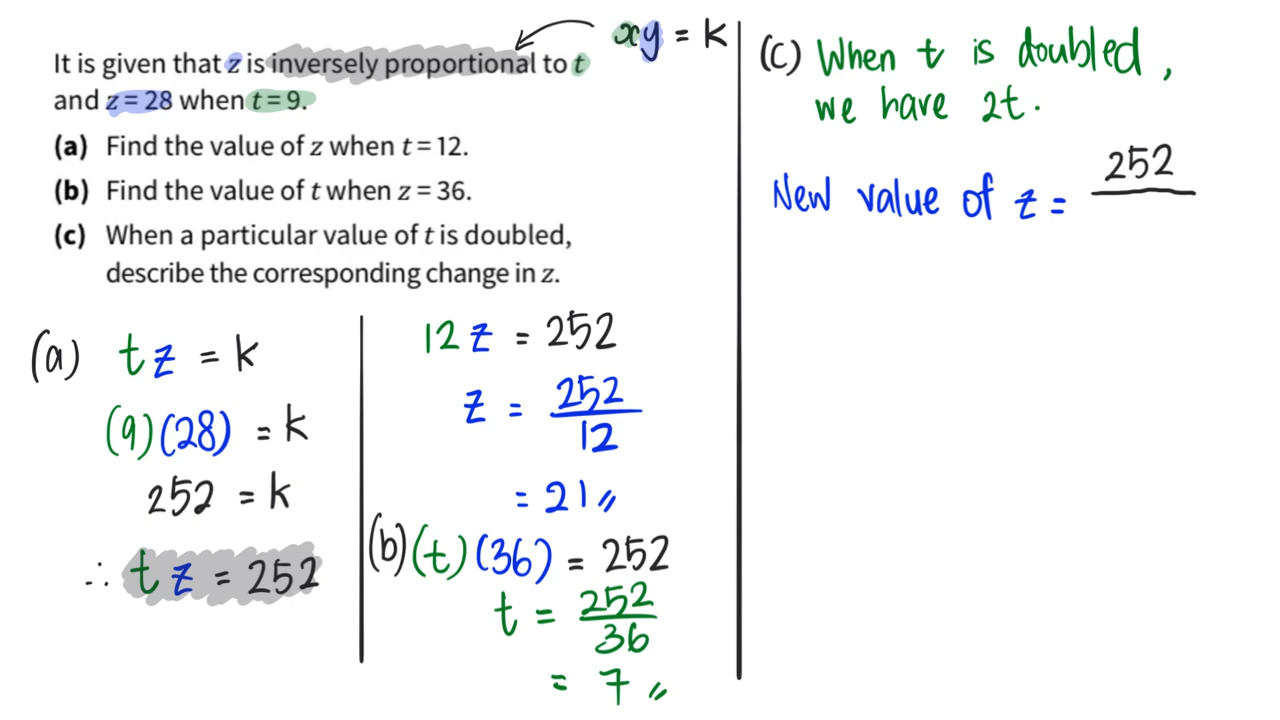 It is given that z is inversely proportional to t
and z = 28 when t = 9.
(a) Find the value of z when t = 12.
(b) Find the value of t when z = 36.
(c) When a particular value of t is doubled,
describe the corresponding change in z.
xy = k
(a) tz = k
(9)(28) = k
252 = k
∴ tz = 252
12z = 252
z = 252/12
= 21 //
(b) (t)(36) = 252
t = 252/36
= 7 //
(c) When t is doubled,
we have 2t.
New value of z = 252